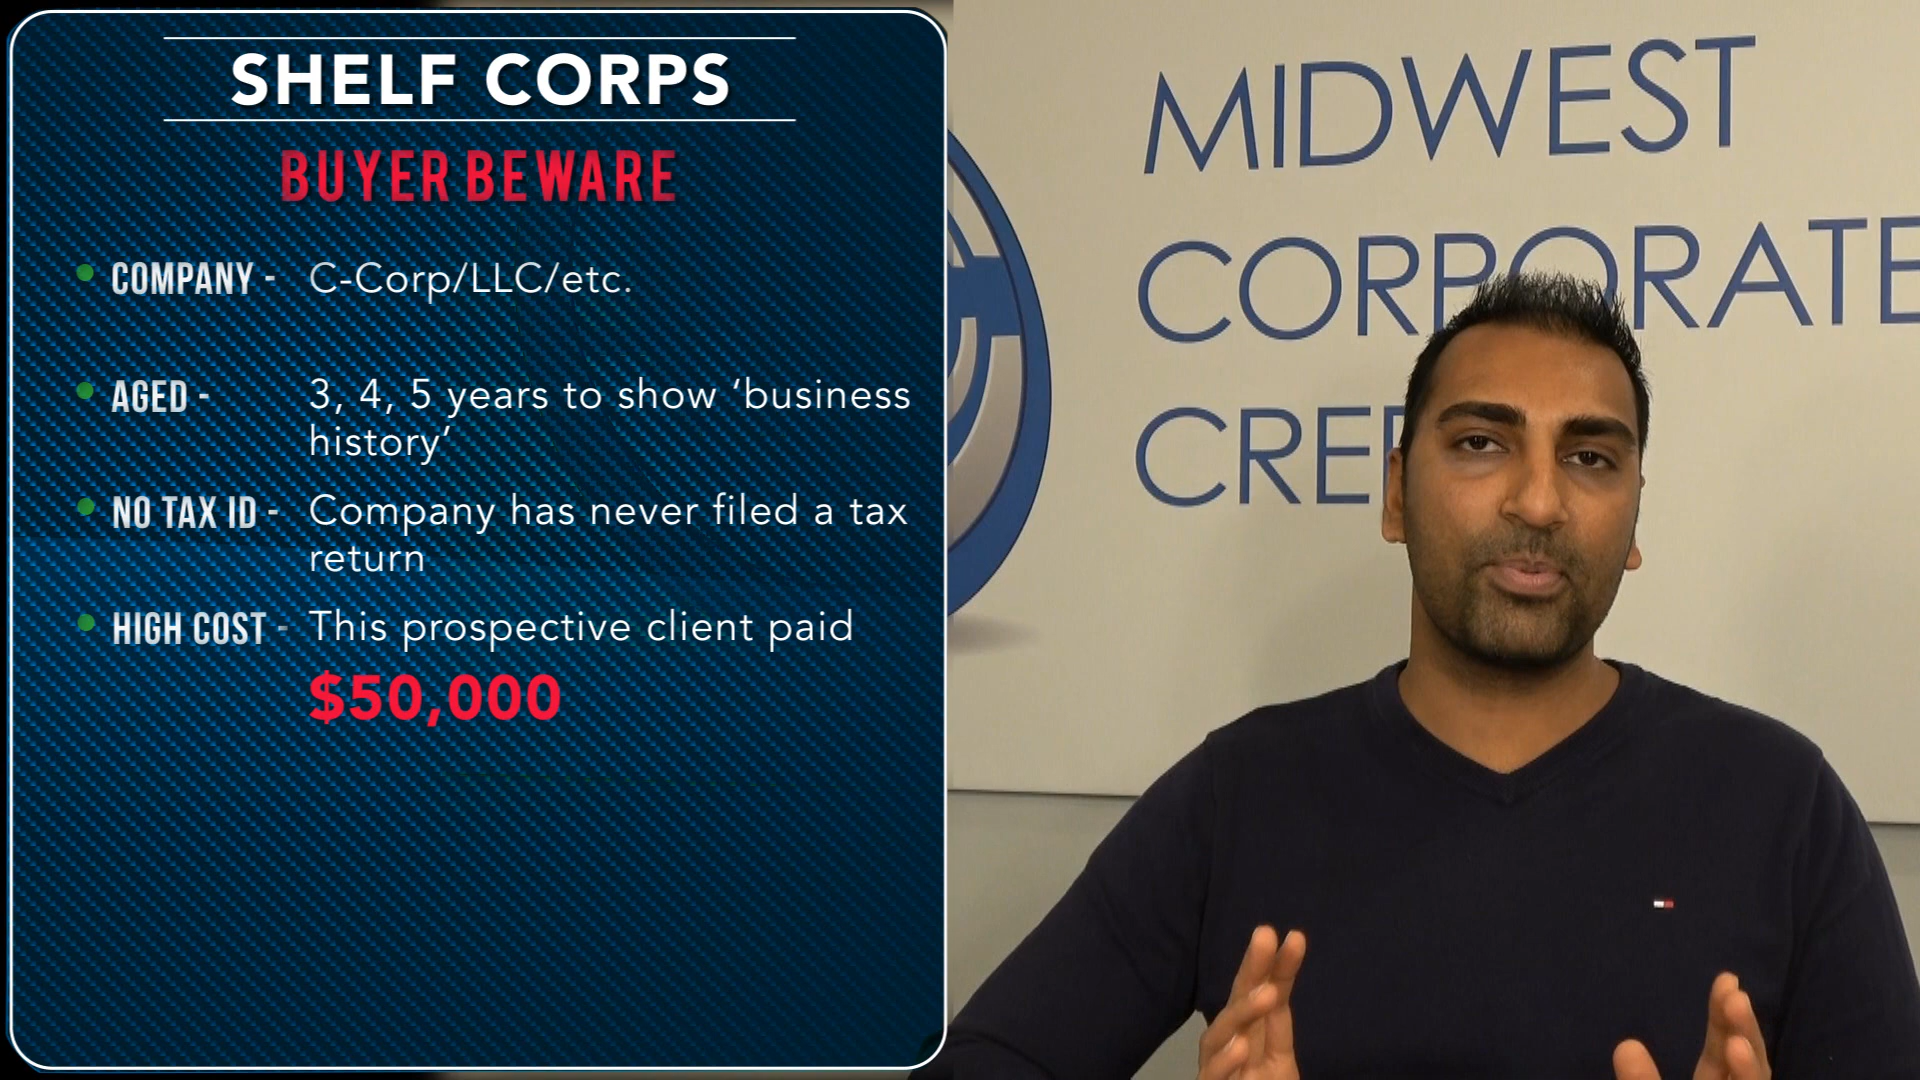 SHELF CORPS
BUYER BEWARE
COMPANY - C-Corp/LLC/etc.
AGED - 3, 4, 5 years to show ‘business
history’
NO TAX ID - Company has never filed a tax
return
HIGH COST - This prospective client paid
$50,000
MIDWEST
CORPORATE
CRE